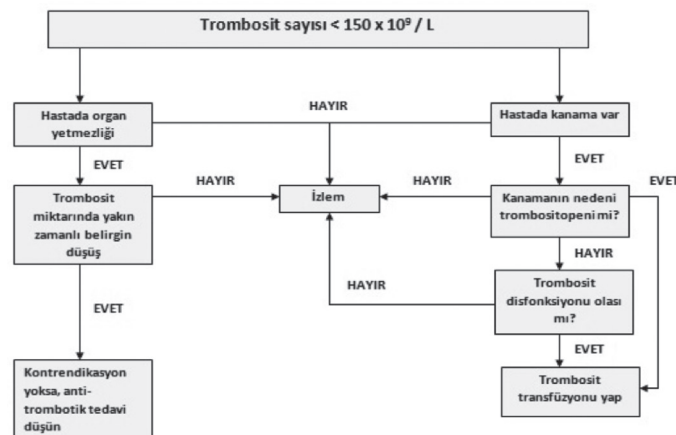 Trombosit sayısı < 150 x 10⁹ / L
Hastada organ
yetmezliği
HAYIR
Hastada kanama var
EVET
EVET
Trombosit
miktarında yakın
zamanlı belirgin
düşüş
HAYIR
İzlem
HAYIR
Kanamanın nedeni
trombositopeni mi?
EVET
HAYIR
EVET
HAYIR
Trombosit
disfonksiyonu olası
mı?
EVET
Kontrendikasyon
yoksa, anti-
trombotik tedavi
düşün
Trombosit
transfüzyonu yap